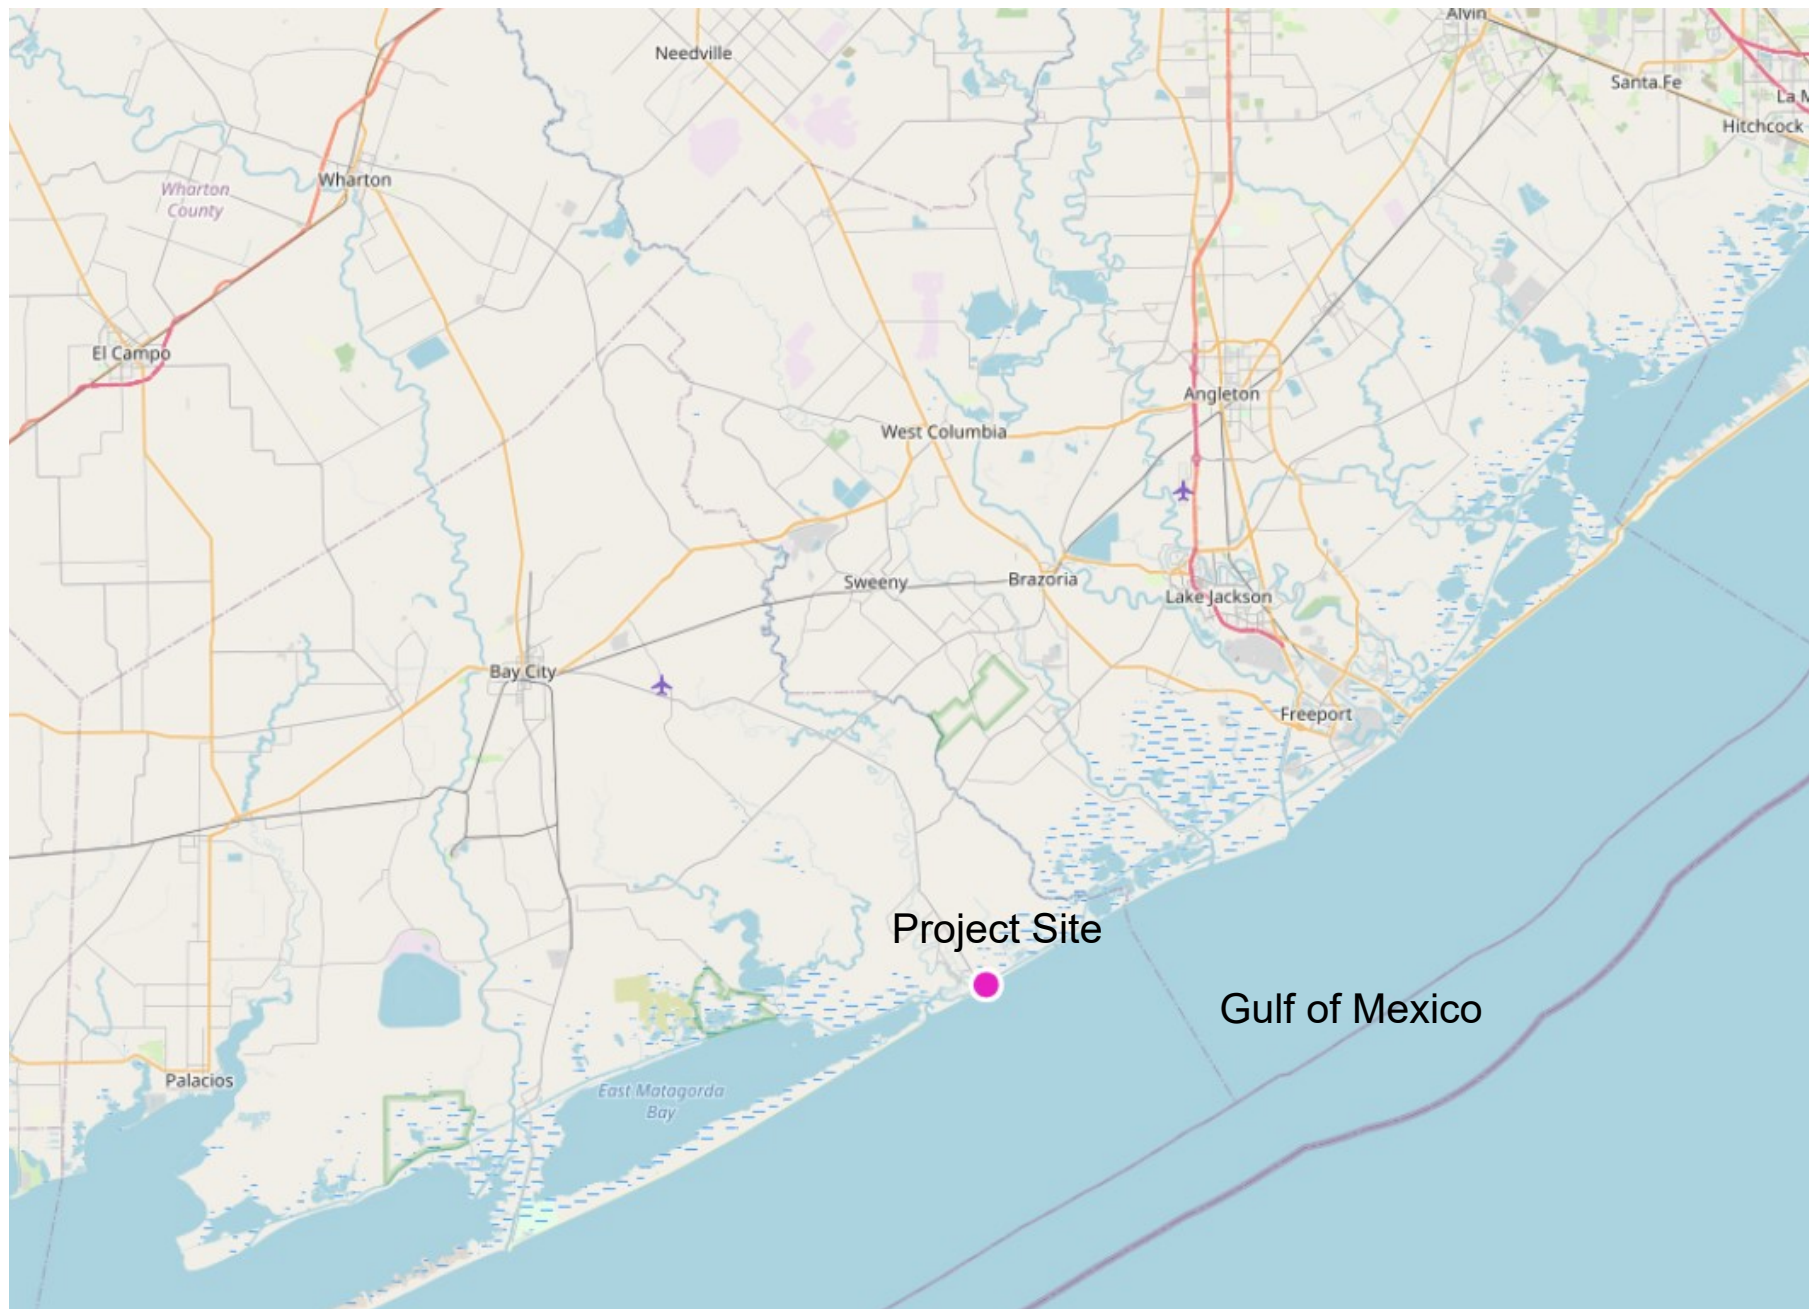 Alvin
Needville
Santa Fe
La M
Hitchcock
Wharton
Wharton
County
El Campo
Angleton
West Columbia
Sweeny
Brazoria
Lake Jackson
Bay City
Freeport
Project Site
Gulf of Mexico
Palacios
East Matagorda
Bay